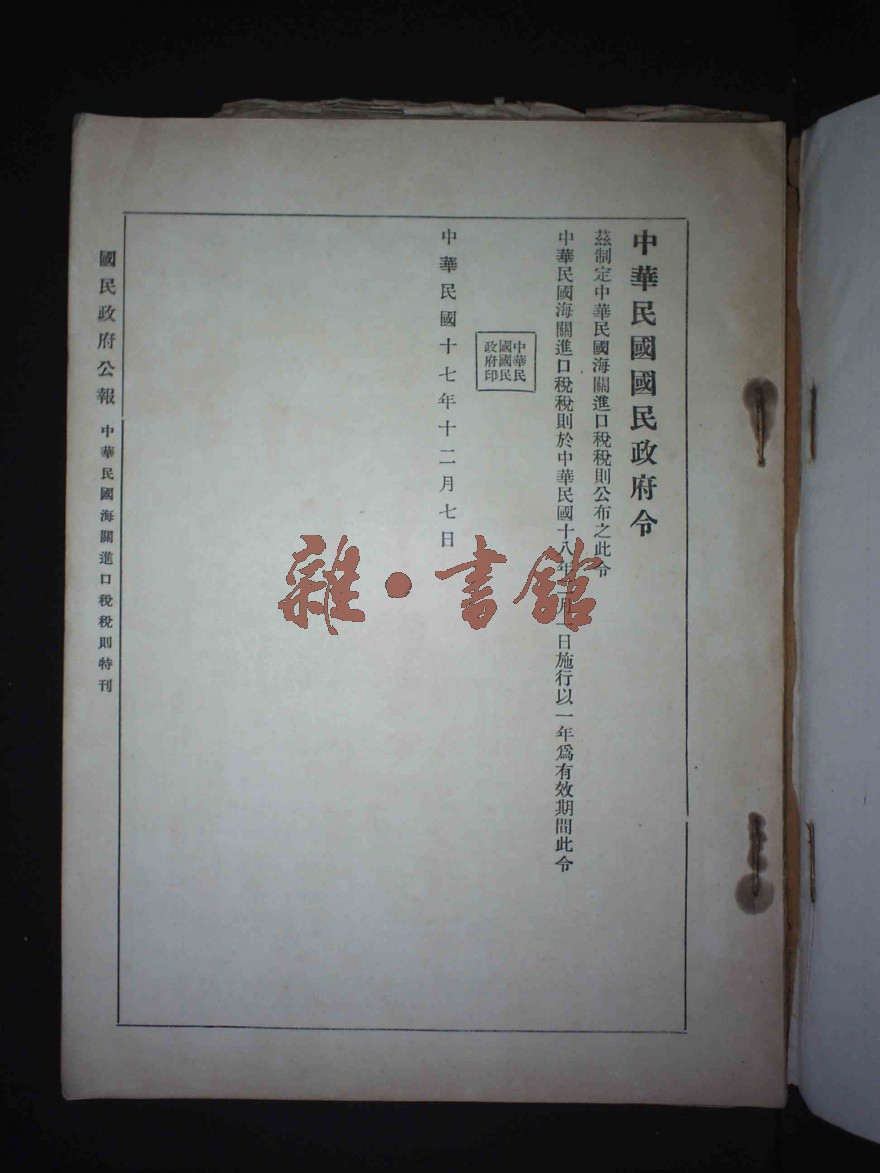 中華民國國民政府令
茲制定中華民國海關進口稅稅則公布之此令
中華民國海關進口稅稅則於中華民國十八年月一日施行以一年爲有效期間此令
中華民
國國民
政府印
中華民國十七年十二月七日
國民政府公報
中華民國海關進口稅稅則特刊
雜·書館